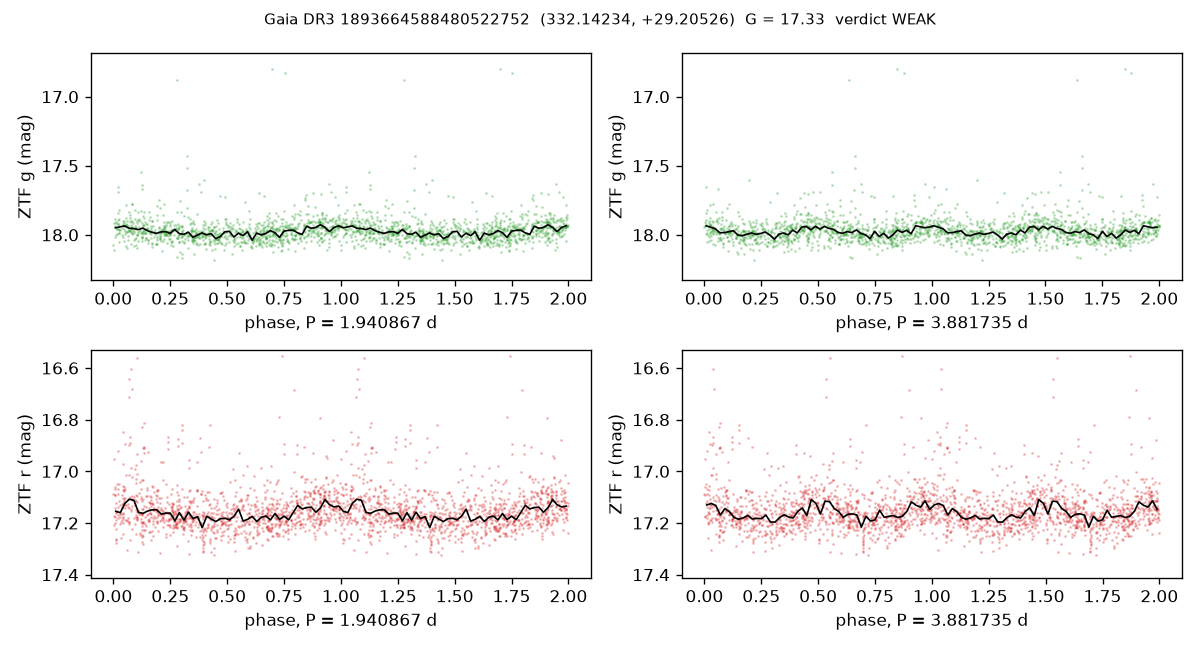 Gaia DR3 1893664588480522752 (332.14234, +29.20526) G = 17.33 verdict WEAK
ZTF g (mag)
17.0
17.5
18.0
0.00 0.25 0.50 0.75 1.00 1.25 1.50 1.75 2.00
phase, P = 1.940867 d
ZTF g (mag)
17.0
17.5
18.0
0.00 0.25 0.50 0.75 1.00 1.25 1.50 1.75 2.00
phase, P = 3.881735 d
ZTF r (mag)
16.6
16.8
17.0
17.2
17.4
0.00 0.25 0.50 0.75 1.00 1.25 1.50 1.75 2.00
phase, P = 1.940867 d
ZTF r (mag)
16.6
16.8
17.0
17.2
17.4
0.00 0.25 0.50 0.75 1.00 1.25 1.50 1.75 2.00
phase, P = 3.881735 d